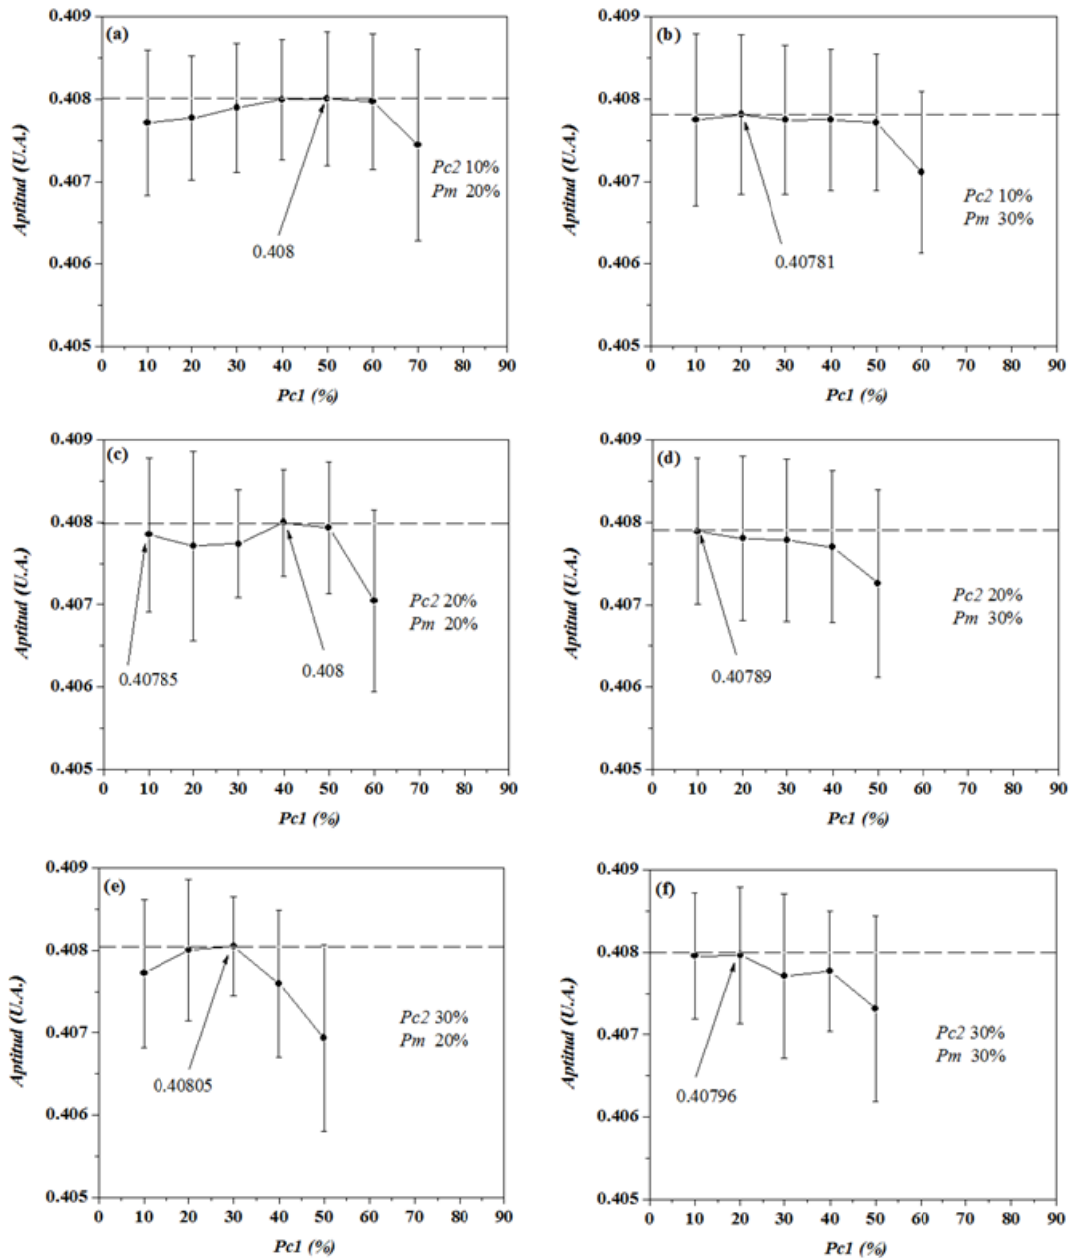 (a)
0.409
0.408
0.407
0.406
0.405
Aptitud (U.A.)
Pc2 10%
Pm 20%
0.408
0 10 20 30 40 50 60 70 80 90
Pc1 (%)
(b)
0.409
0.408
0.407
0.406
0.405
Aptitud (U.A.)
Pc2 10%
Pm 30%
0.40781
0 10 20 30 40 50 60 70 80 90
Pc1 (%)
(c)
0.409
0.408
0.407
0.406
0.405
Aptitud (U.A.)
Pc2 20%
Pm 20%
0.40785
0.408
0 10 20 30 40 50 60 70 80 90
Pc1 (%)
(d)
0.409
0.408
0.407
0.406
0.405
Aptitud (U.A.)
Pc2 20%
Pm 30%
0.40789
0 10 20 30 40 50 60 70 80 90
Pc1 (%)
(e)
0.409
0.408
0.407
0.406
0.405
Aptitud (U.A.)
Pc2 30%
Pm 20%
0.40805
0 10 20 30 40 50 60 70 80 90
Pc1 (%)
(f)
0.409
0.408
0.407
0.406
0.405
Aptitud (U.A.)
Pc2 30%
Pm 30%
0.40796
0 10 20 30 40 50 60 70 80 90
Pc1 (%)